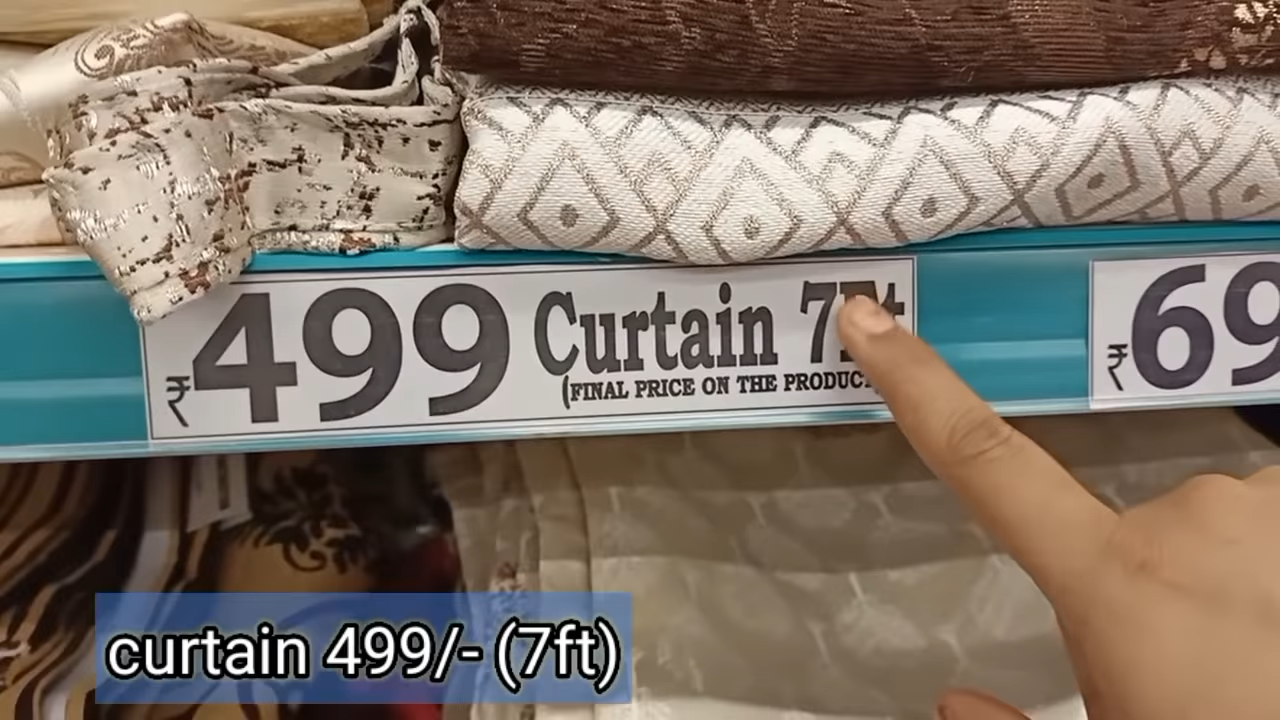 ₹499 Curtain 7Ft
(FINAL PRICE ON THE PRODUCT
₹69
curtain 499/- (7ft)